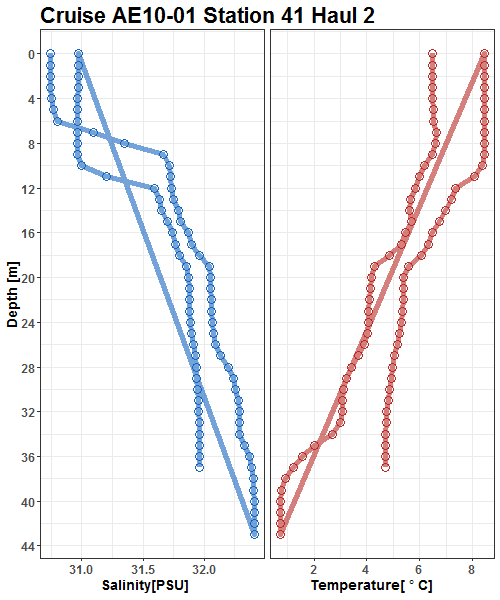 Cruise AE10-01 Station 41 Haul 2
Depth [m]
0
4
8
12
16
20
24
28
32
36
40
44
31.0 31.5 32.0
2 4 6 8
Salinity[PSU]
Temperature[ ° C]